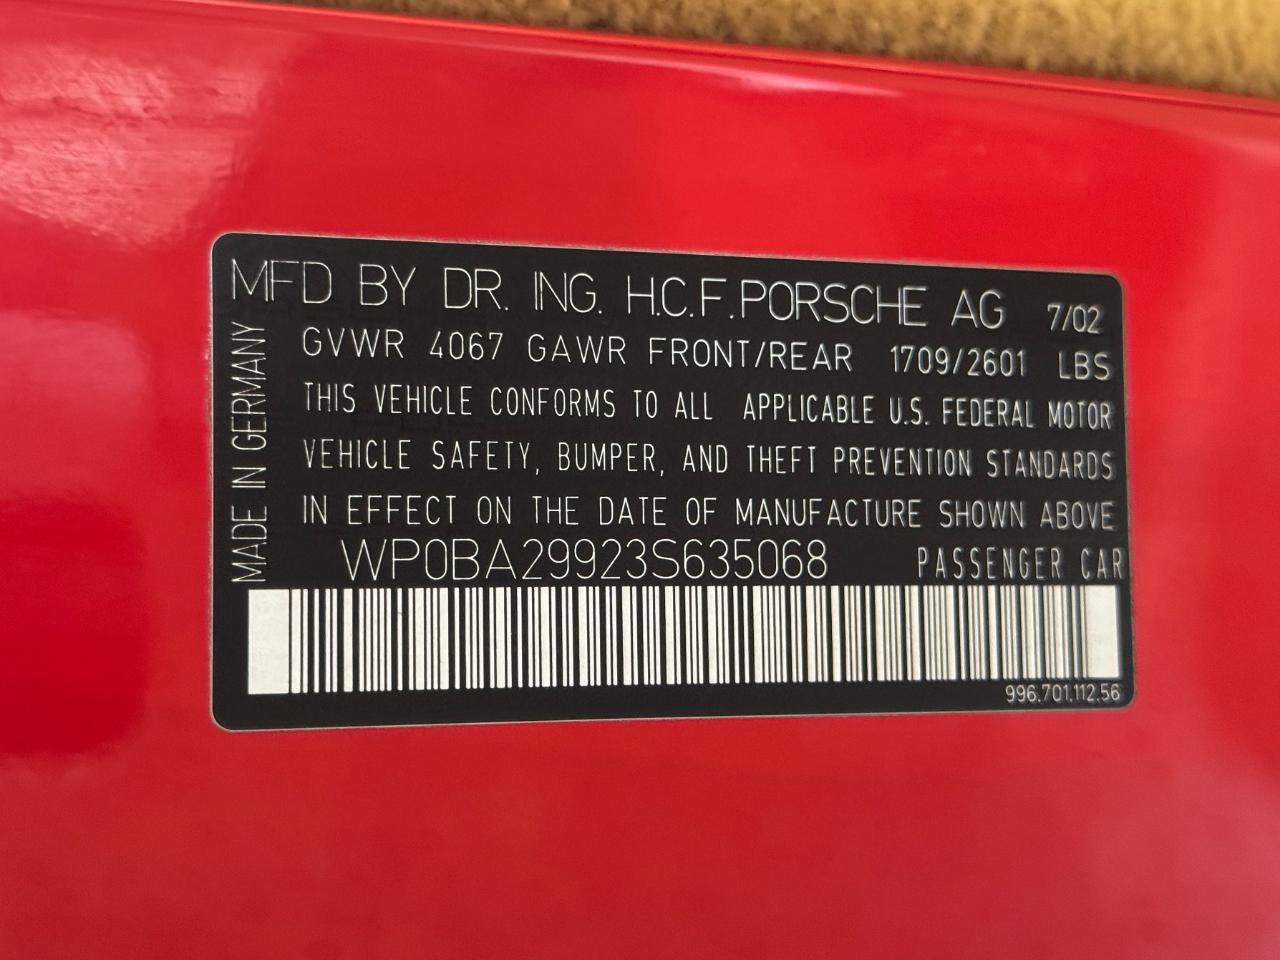 MFD BY DR. ING. H.C.F.PORSCHE AG 7/02
GVWR 4067 GAWR FRONT/REAR 1709/2601 LBS
THIS VEHICLE CONFORMS TO ALL APPLICABLE U.S. FEDERAL MOTOR
VEHICLE SAFETY, BUMPER, AND THEFT PREVENTION STANDARDS
IN EFFECT ON THE DATE OF MANUFACTURE SHOWN ABOVE
WP0BA29923S635068 PASSENGER CAR
MADE IN GERMANY
996.701.112.56